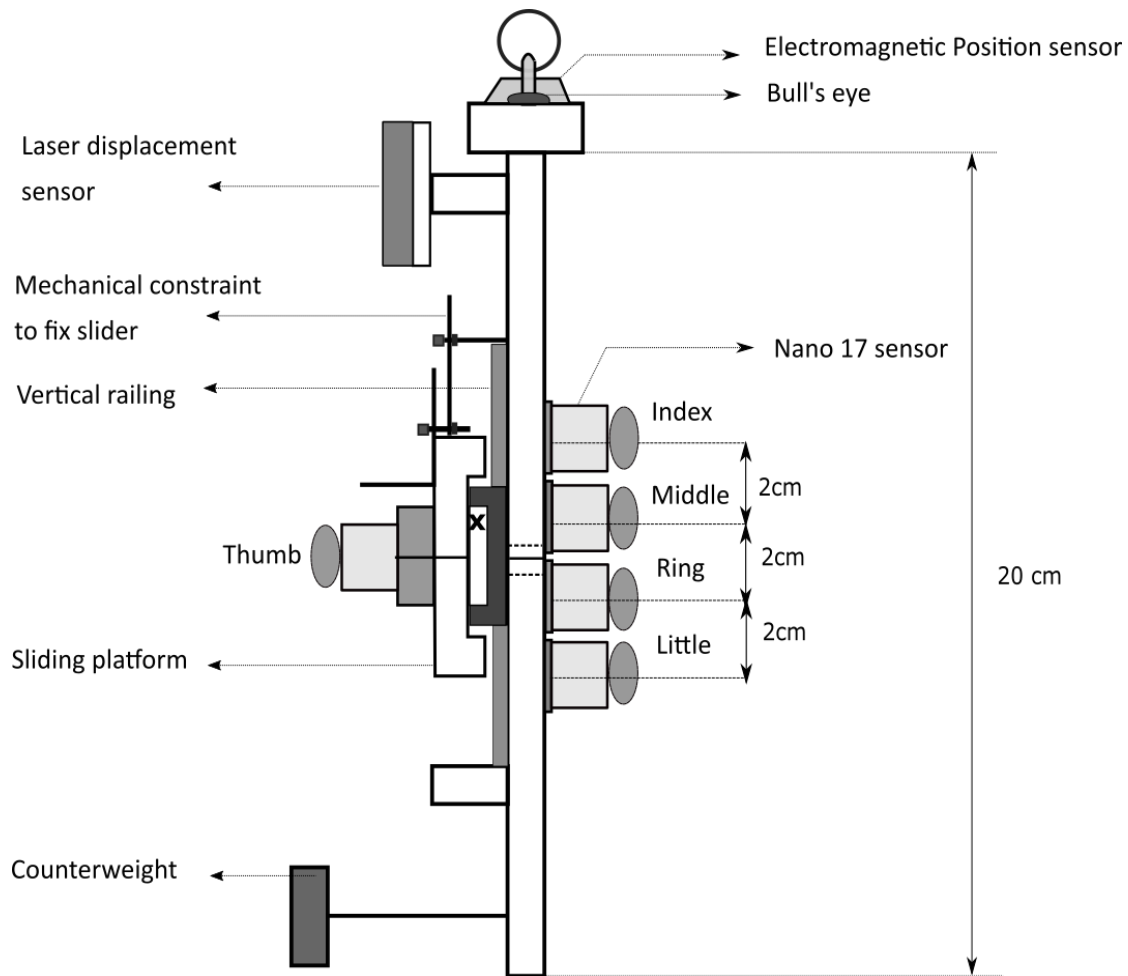 Electromagnetic Position sensor
Bull's eye
Laser displacement
sensor
Mechanical constraint
to fix slider
Nano 17 sensor
Vertical railing
Index
2cm
Middle
x
Thumb
2cm
Ring
20 cm
2cm
Little
Sliding platform
Counterweight